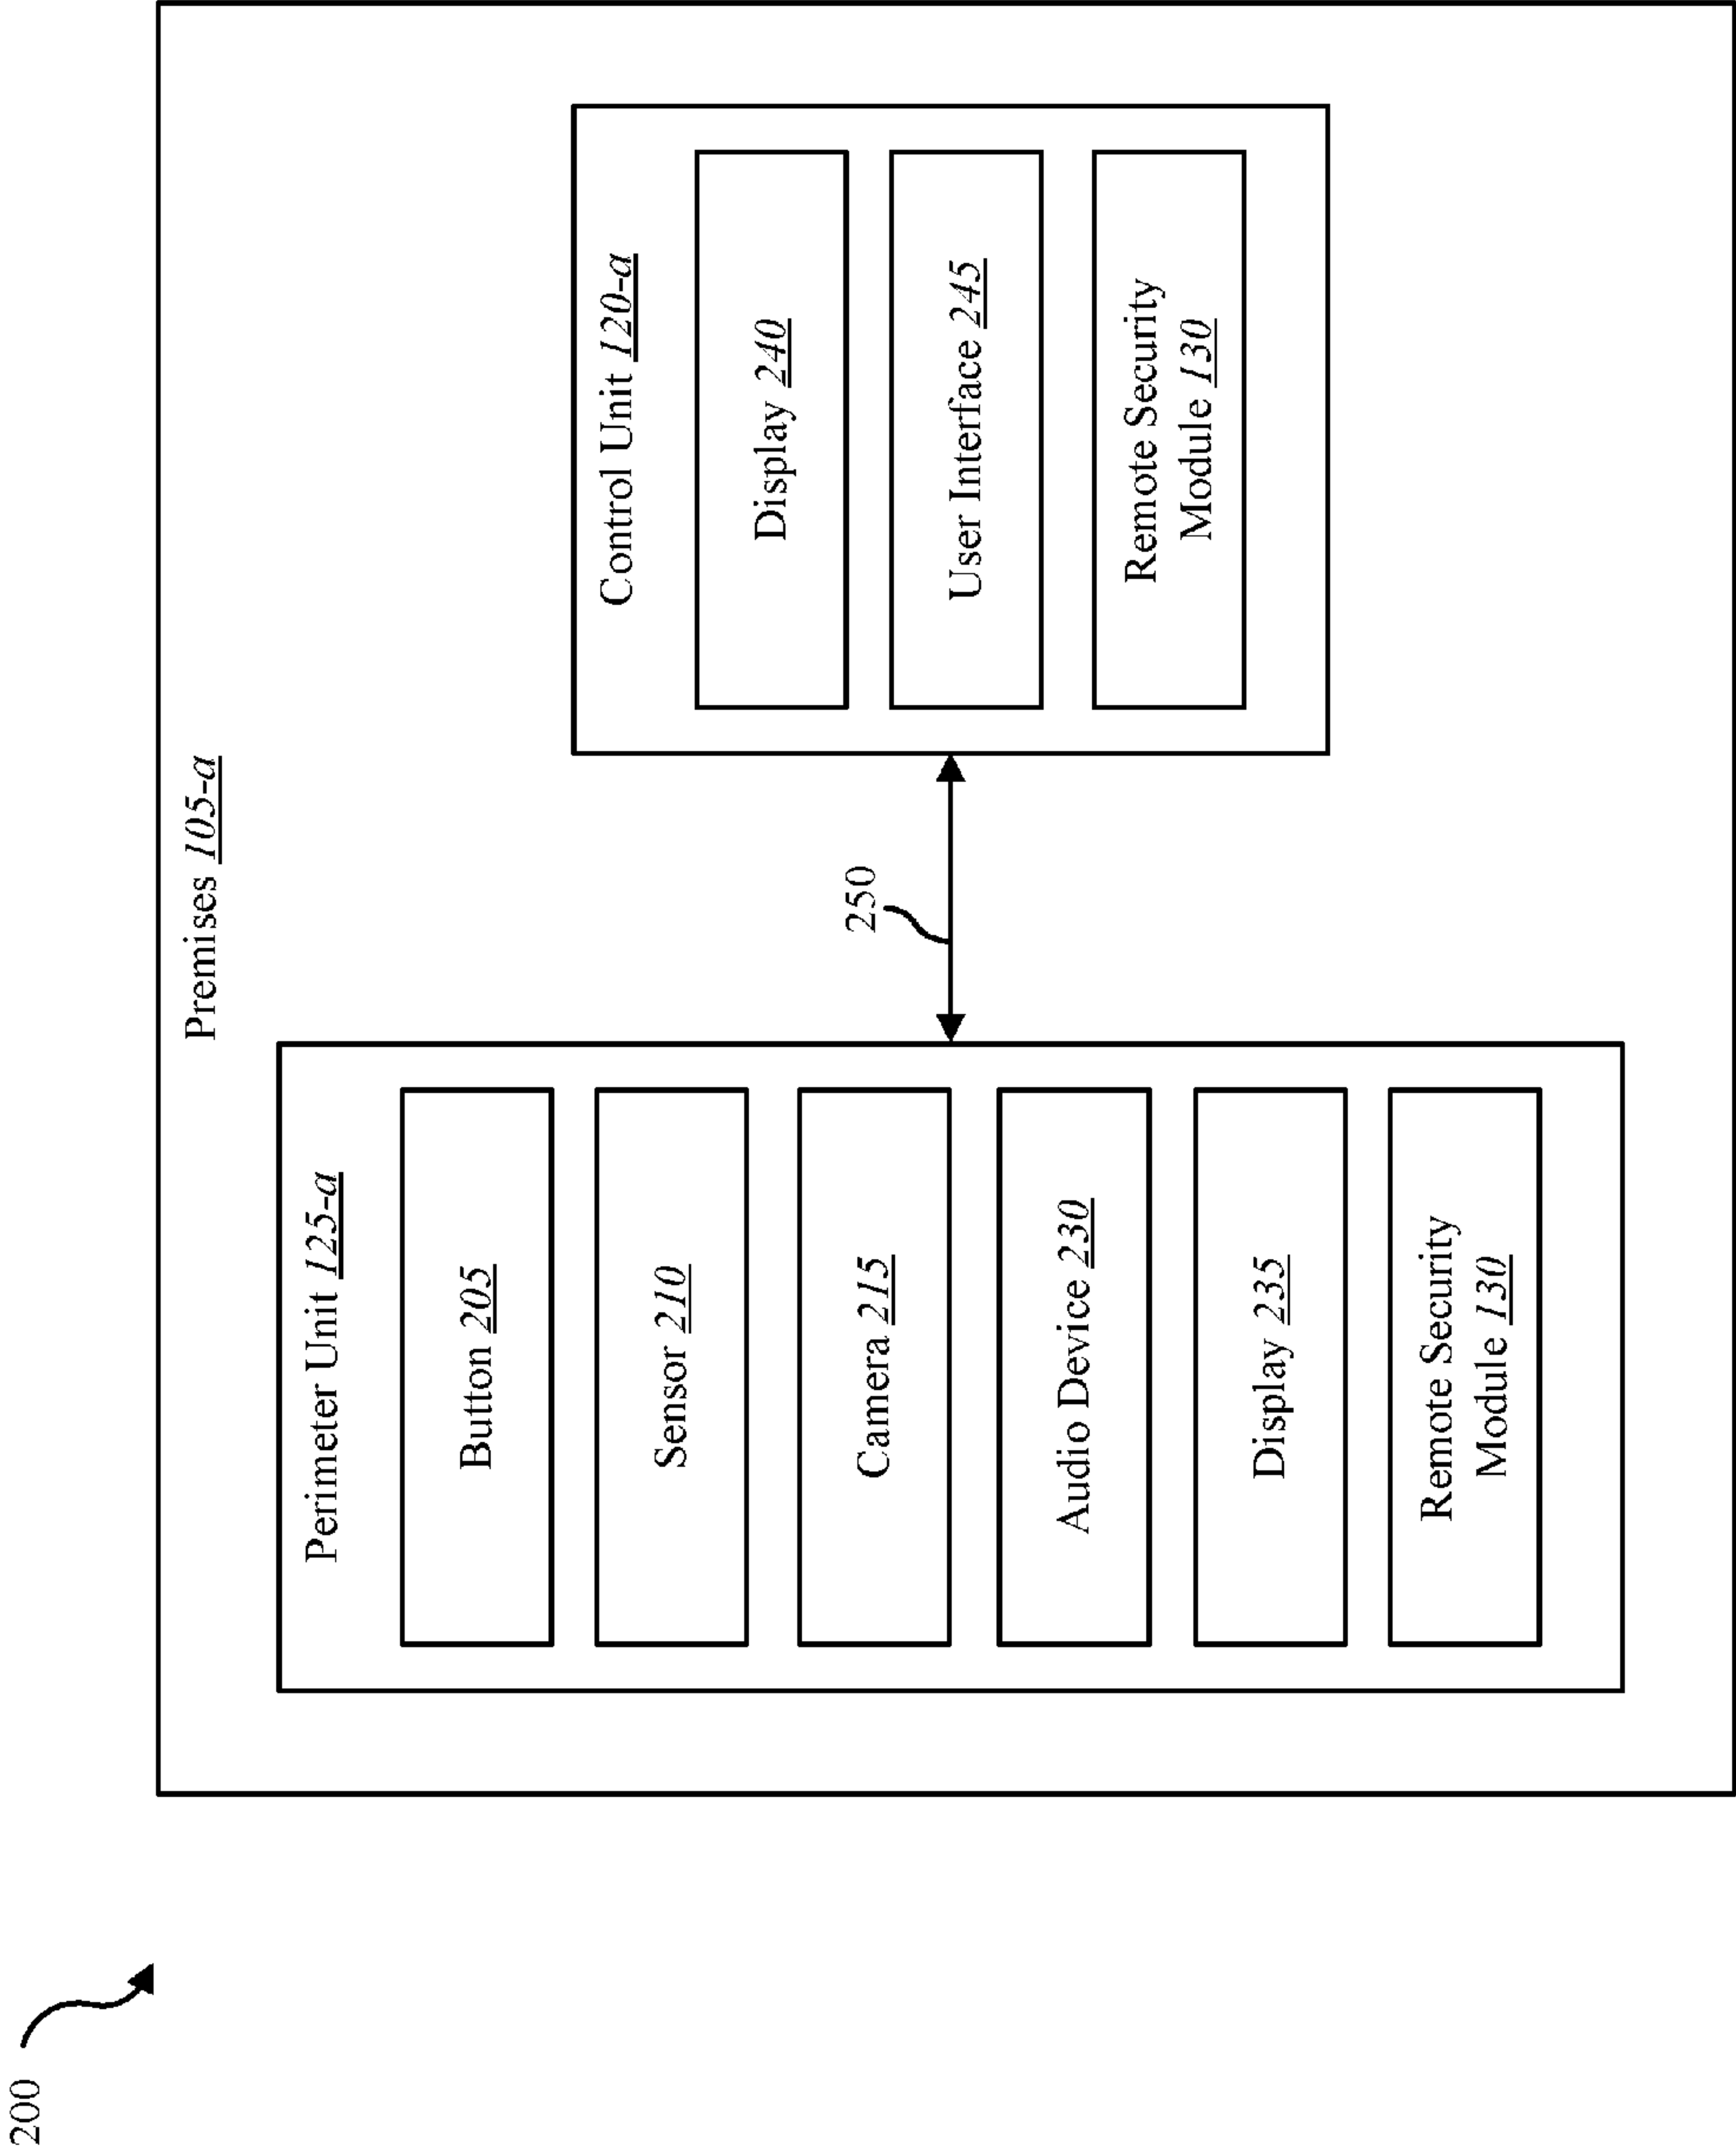 200
Premises 105-a
Perimeter Unit 125-a
Button 205
Sensor 210
Camera 215
Audio Device 230
Display 235
Remote Security
Module 130
250
Control Unit 120-a
Display 240
User Interface 245
Remote Security
Module 130